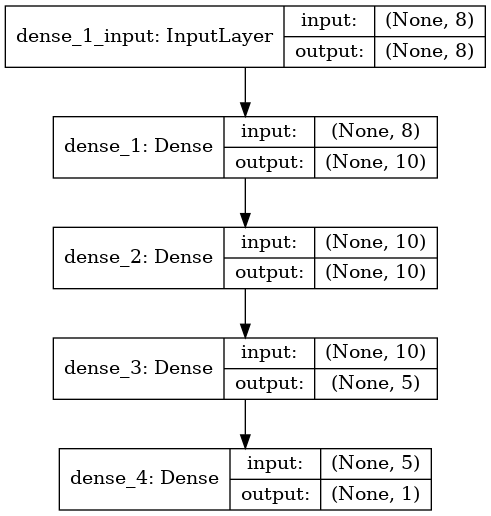 dense_1_input: InputLayer
input: (None, 8)
output: (None, 8)
dense_1: Dense
input: (None, 8)
output: (None, 10)
dense_2: Dense
input: (None, 10)
output: (None, 10)
dense_3: Dense
input: (None, 10)
output: (None, 5)
dense_4: Dense
input: (None, 5)
output: (None, 1)